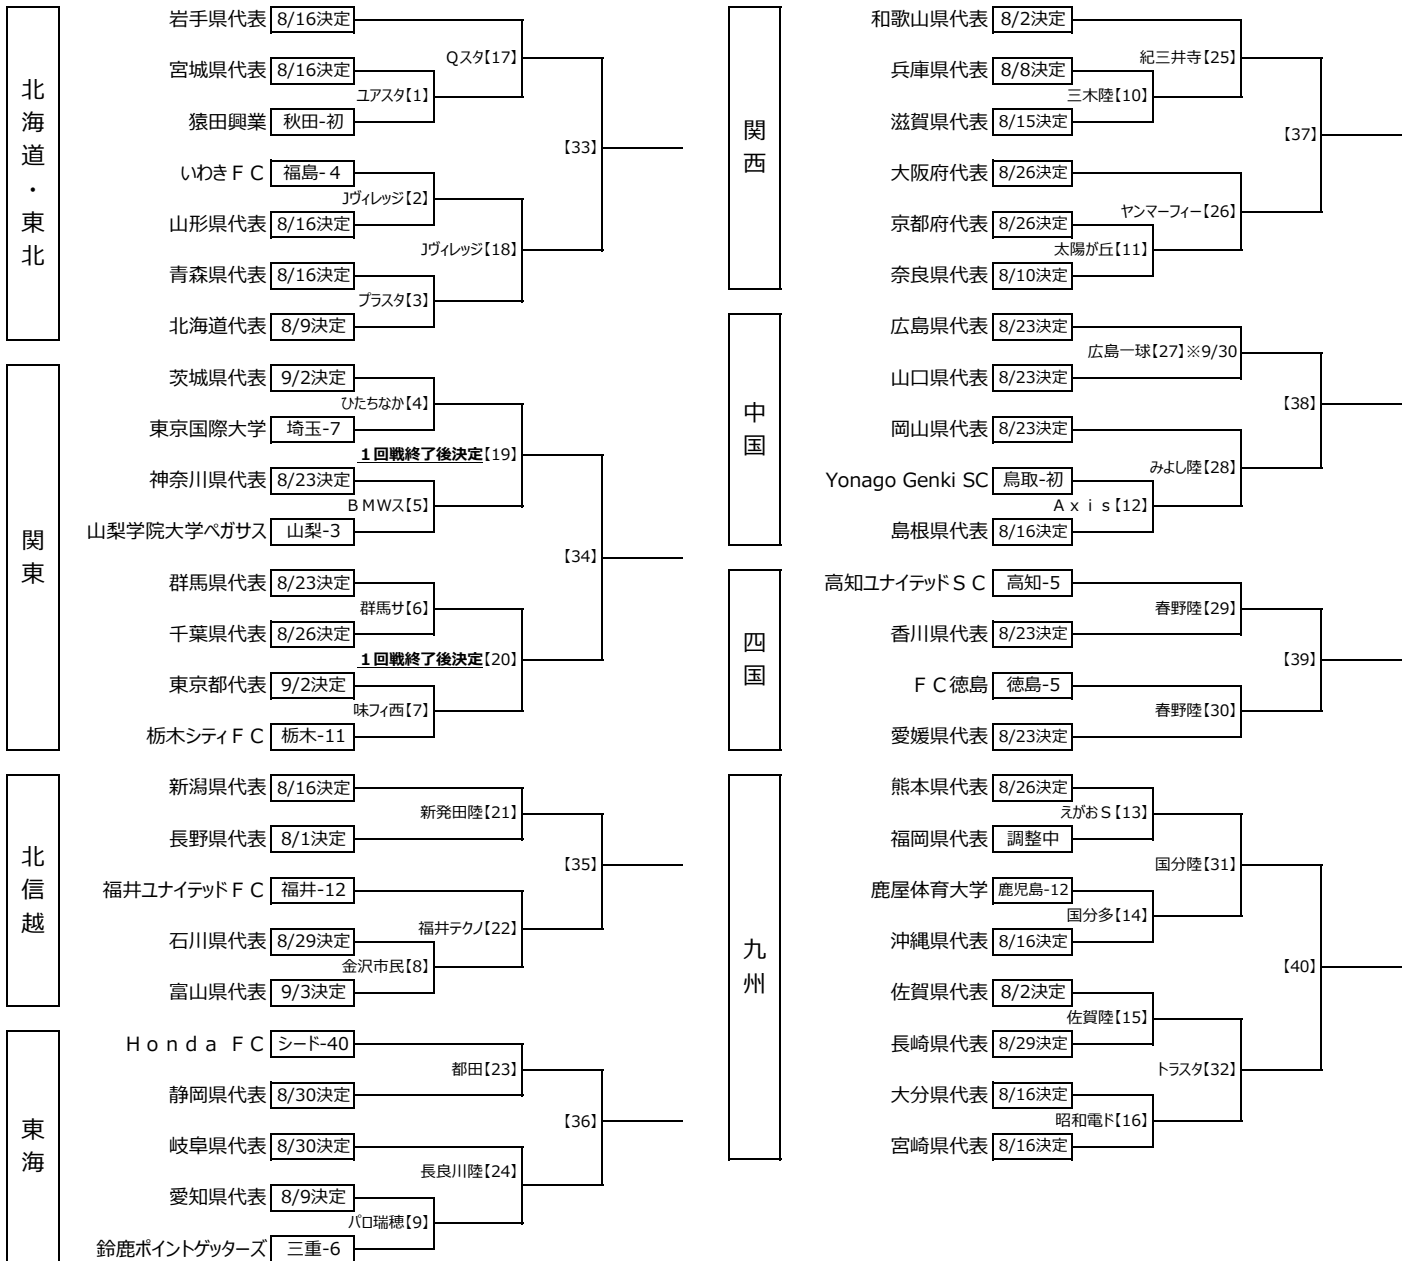 北海道・東北
岩手県代表 8/16決定
Qスタ【17】
宮城県代表 8/16決定
ユアスタ【1】
猿田興業 秋田-初
【33】
いわきＦＣ 福島-4
Jヴィレッジ【2】
山形県代表 8/16決定
Jヴィレッジ【18】
青森県代表 8/16決定
プラスタ【3】
北海道代表 8/9決定
関東
茨城県代表 9/2決定
ひたちなか【4】
東京国際大学 埼玉-7
１回戦終了後決定【19】
神奈川県代表 8/23決定
ＢＭＷス【5】
山梨学院大学ペガサス 山梨-3
【34】
群馬県代表 8/23決定
群馬サ【6】
千葉県代表 8/26決定
１回戦終了後決定【20】
東京都代表 9/2決定
味フィ西【7】
栃木シティＦＣ 栃木-11
北信越
新潟県代表 8/16決定
新発田陸【21】
長野県代表 8/1決定
【35】
福井ユナイテッドＦＣ 福井-12
福井テクノ【22】
石川県代表 8/29決定
金沢市民【8】
富山県代表 9/3決定
東海
Ｈｏｎｄａ ＦＣ シード-40
都田【23】
静岡県代表 8/30決定
【36】
岐阜県代表 8/30決定
長良川陸【24】
愛知県代表 8/9決定
パロ瑞穂【9】
鈴鹿ポイントゲッターズ 三重-6
関西
和歌山県代表 8/2決定
紀三井寺【25】
兵庫県代表 8/8決定
三木陸【10】
滋賀県代表 8/15決定
【37】
大阪府代表 8/26決定
ヤンマーフィー【26】
京都府代表 8/26決定
太陽が丘【11】
奈良県代表 8/10決定
中国
広島県代表 8/23決定
広島一球【27】※9/30
山口県代表 8/23決定
【38】
岡山県代表 8/23決定
みよし陸【28】
Yonago Genki SC 鳥取-初
Ａｘｉｓ【12】
島根県代表 8/16決定
四国
高知ユナイテッドＳＣ 高知-5
春野陸【29】
香川県代表 8/23決定
【39】
ＦＣ徳島 徳島-5
春野陸【30】
愛媛県代表 8/23決定
九州
熊本県代表 8/26決定
えがおＳ【13】
福岡県代表 調整中
国分陸【31】
鹿屋体育大学 鹿児島-12
国分多【14】
沖縄県代表 8/16決定
【40】
佐賀県代表 8/2決定
佐賀陸【15】
長崎県代表 8/29決定
トラスタ【32】
大分県代表 8/16決定
昭和電ド【16】
宮崎県代表 8/16決定